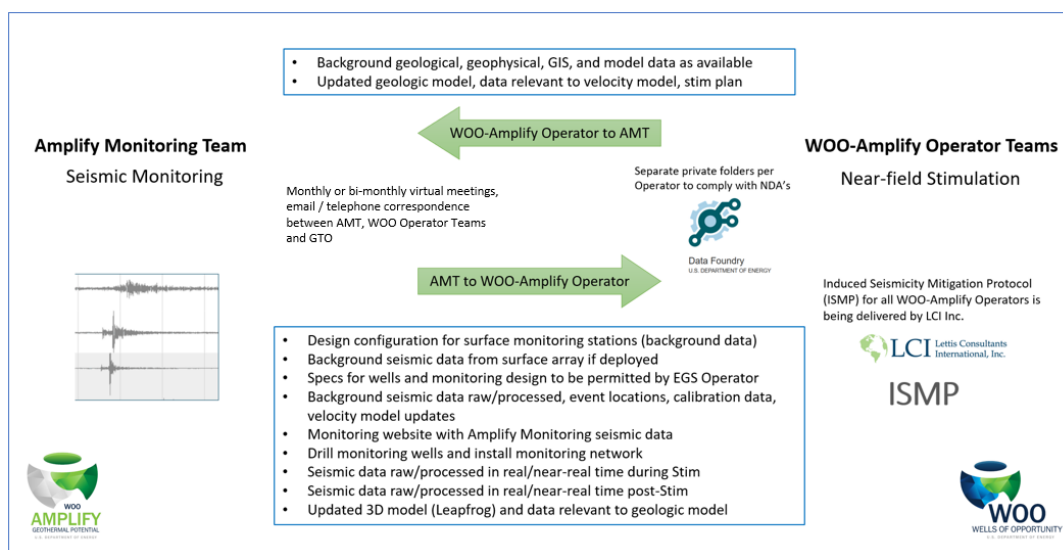 • Background geological, geophysical, GIS, and model data as available
• Updated geologic model, data relevant to velocity model, stim plan
WOO-Amplify Operator to AMT
Amplify Monitoring Team
Seismic Monitoring
WOO-Amplify Operator Teams
Near-field Stimulation
Monthly or bi-monthly virtual meetings,
email / telephone correspondence
between AMT, WOO Operator Teams
and GTO
Separate private folders per
Operator to comply with NDA's
Data Foundry
U.S. DEPARTMENT OF ENERGY
AMT to WOO-Amplify Operator
Induced Seismicity Mitigation Protocol
(ISMP) for all WOO-Amplify Operators is
being delivered by LCI Inc.
LCI Lettis Consultants
International, Inc.
ISMP
• Design configuration for surface monitoring stations (background data)
• Background seismic data from surface array if deployed
• Specs for wells and monitoring design to be permitted by EGS Operator
• Background seismic data raw/processed, event locations, calibration data,
velocity model updates
• Monitoring website with Amplify Monitoring seismic data
• Drill monitoring wells and install monitoring network
• Seismic data raw/processed in real/near-real time during Stim
• Seismic data raw/processed in real/near-real time post-Stim
• Updated 3D model (Leapfrog) and data relevant to geologic model
WOO
AMPLIFY
GEOTHERMAL POTENTIAL
U.S. DEPARTMENT OF ENERGY
WOO
WELLS OF OPPORTUNITY
U.S. DEPARTMENT OF ENERGY